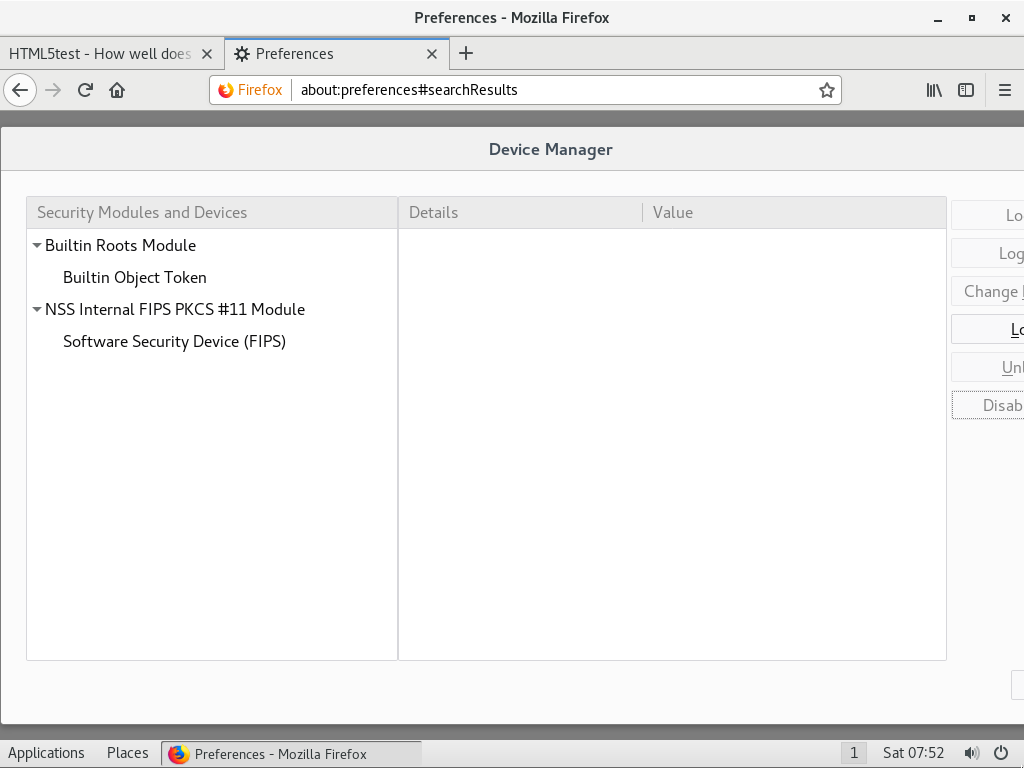 Preferences - Mozilla Firefox
HTML5test - How well does
Preferences
Firefox
about:preferences#searchResults
Device Manager
Security Modules and Devices
Details
Value
Builtin Roots Module
Builtin Object Token
NSS Internal FIPS PKCS #11 Module
Software Security Device (FIPS)
Lo
Log
Change
Lo
Unl
Disab
Applications
Places
Preferences - Mozilla Firefox
1
Sat 07:52